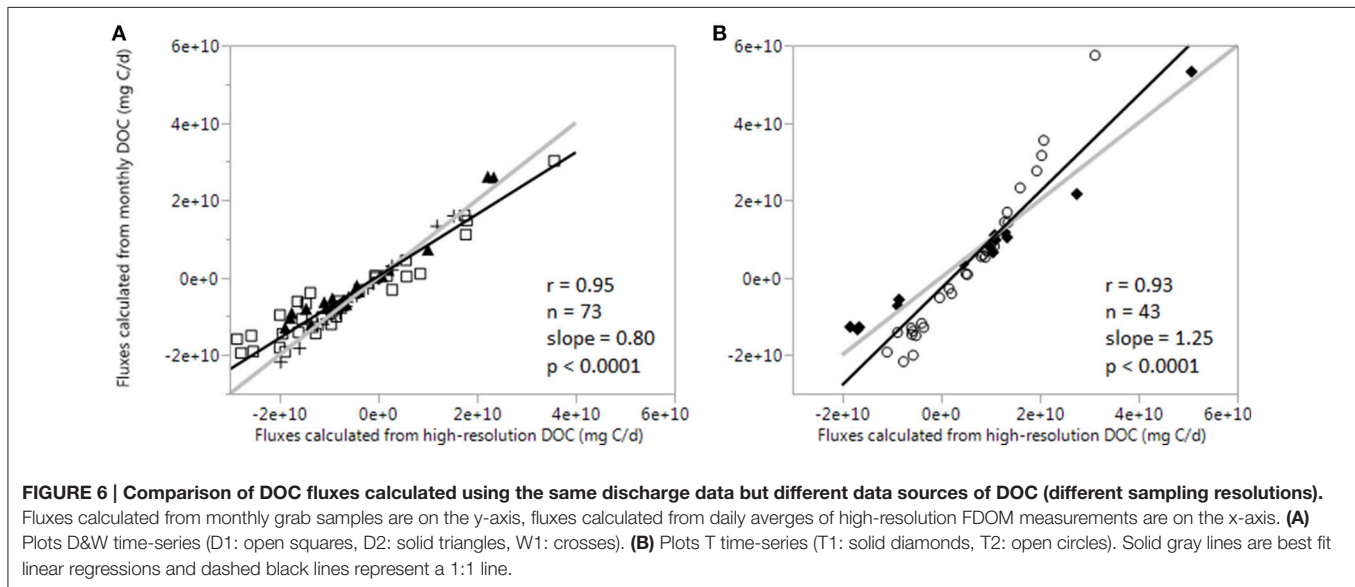 A
B
Fluxes calculated from monthly DOC (mg C/d)
6e+10
4e+10
2e+10
0e+0
-2e+10
r = 0.95
n = 73
slope = 0.80
p < 0.0001
-2e+10 0e+0 2e+10 4e+10 6e+10
Fluxes calculated from high-resolution DOC (mg C/d)
6e+10
4e+10
2e+10
0e+0
-2e+10
r = 0.93
n = 43
slope = 1.25
p < 0.0001
-2e+10 0e+0 2e+10 4e+10 6e+10
Fluxes calculated from high-resolution DOC (mg C/d)
FIGURE 6 | Comparison of DOC fluxes calculated using the same discharge data but different data sources of DOC (different sampling resolutions).
Fluxes calculated from monthly grab samples are on the y-axis, fluxes calculated from daily averges of high-resolution FDOM measurements are on the x-axis. (A)
Plots D&W time-series (D1: open squares, D2: solid triangles, W1: crosses). (B) Plots T time-series (T1: solid diamonds, T2: open circles). Solid gray lines are best fit
linear regressions and dashed black lines represent a 1:1 line.